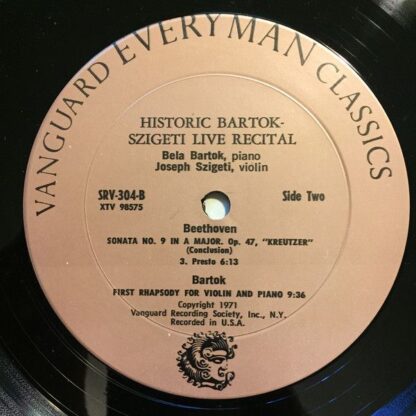 VANGUARD EVERYMAN CLASSICS
HISTORIC BARTOK-
SZIGETI LIVE RECITAL
Bela Bartok, piano
Joseph Szigeti, violin
SRV-304-B
XTV 98575
Side Two
Beethoven
SONATA NO. 9 IN A MAJOR. Op. 47, "KREUTZER"
(Conclusion)
3. Presto 6:13
Bartok
FIRST RHAPSODY FOR VIOLIN AND PIANO 9:36
Copyright 1971
Vanguard Recording Society, Inc., N.Y.
Recorded in U.S.A.